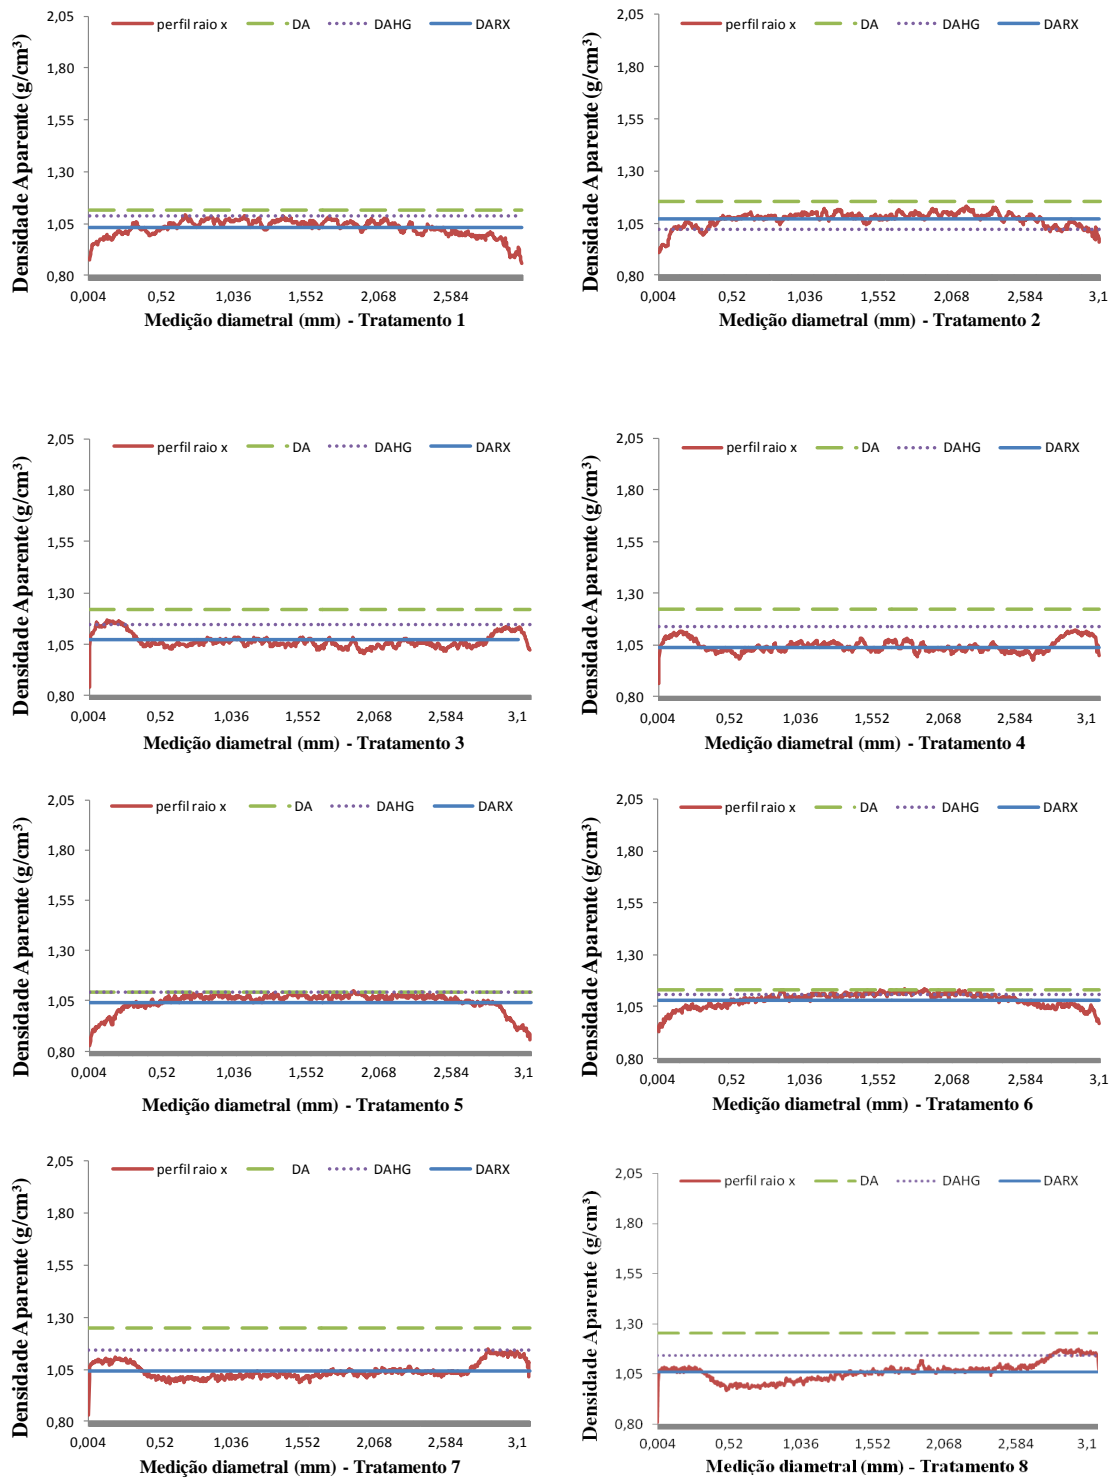 perfil raio x DA DAHG DARX
Densidade Aparente (g/cm³)
2,05
1,80
1,55
1,30
1,05
0,80
0,004 0,52 1,036 1,552 2,068 2,584
Medição diametral (mm) - Tratamento 1
perfil raio x DA DAHG DARX
Densidade Aparente (g/cm³)
2,05
1,80
1,55
1,30
1,05
0,80
0,004 0,52 1,036 1,552 2,068 2,584 3,1
Medição diametral (mm) - Tratamento 2
perfil raio x DA DAHG DARX
Densidade Aparente (g/cm³)
2,05
1,80
1,55
1,30
1,05
0,80
0,004 0,52 1,036 1,552 2,068 2,584 3,1
Medição diametral (mm) - Tratamento 3
perfil raio x DA DAHG DARX
Densidade Aparente (g/cm³)
2,05
1,80
1,55
1,30
1,05
0,80
0,004 0,52 1,036 1,552 2,068 2,584 3,1
Medição diametral (mm) - Tratamento 4
perfil raio x DA DAHG DARX
Densidade Aparente (g/cm³)
2,05
1,80
1,55
1,30
1,05
0,80
0,004 0,52 1,036 1,552 2,068 2,584 3,1
Medição diametral (mm) - Tratamento 5
perfil raio x DA DAHG DARX
Densidade Aparente (g/cm³)
2,05
1,80
1,55
1,30
1,05
0,80
0,004 0,52 1,036 1,552 2,068 2,584 3,1
Medição diametral (mm) - Tratamento 6
perfil raio x DA DAHG DARX
Densidade Aparente (g/cm³)
2,05
1,80
1,55
1,30
1,05
0,80
0,004 0,52 1,036 1,552 2,068 2,584 3,1
Medição diametral (mm) - Tratamento 7
perfil raio x DA DAHG DARX
Densidade Aparente (g/cm³)
2,05
1,80
1,55
1,30
1,05
0,80
0,004 0,52 1,036 1,552 2,068 2,584 3,1
Medição diametral (mm) - Tratamento 8